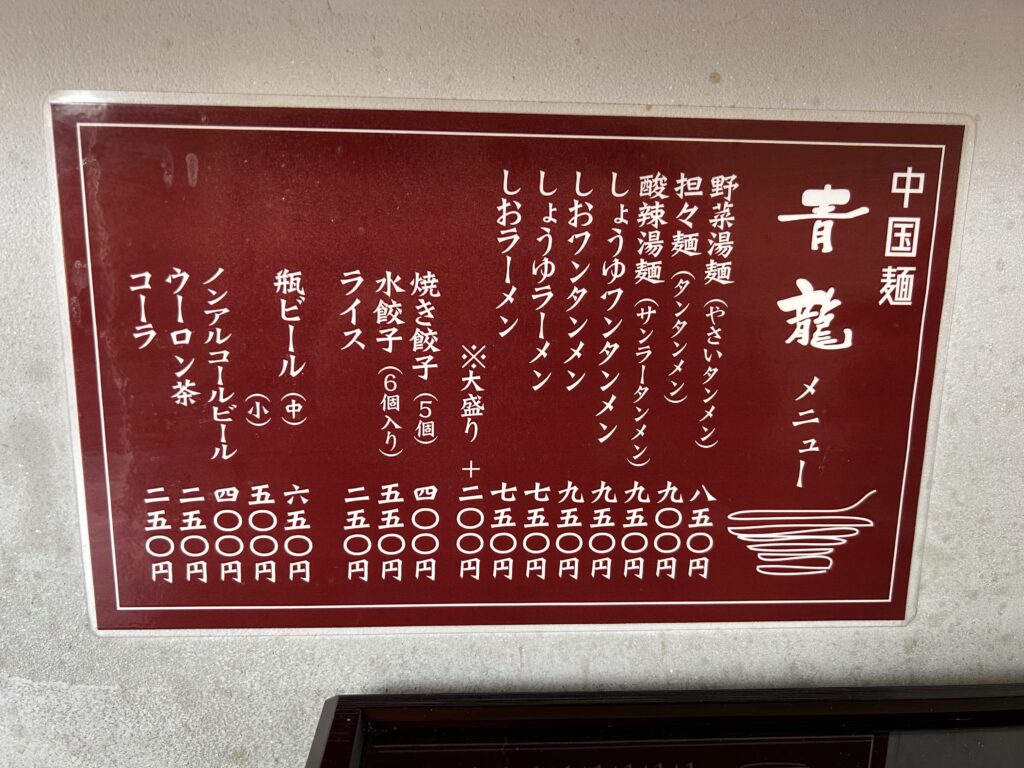 中国麺
青龍 メニュー
野菜湯麺(やさいタンメン) 八五〇円
担々麺(タンタンメン) 九〇〇円
酸辣湯麺(サンラータンメン) 九五〇円
しょうゆワンタンメン 九五〇円
しおワンタンメン 九五〇円
しょうゆラーメン 七五〇円
しおラーメン 七五〇円
※大盛り +二〇〇円
焼き餃子(5個) 四〇〇円
水餃子(6個入り) 五五〇円
ライス 二五〇円
瓶ビール(中) 六五〇円
(小) 五〇〇円
ノンアルコールビール 四〇〇円
ウーロン茶 二五〇円
コーラ 二五〇円